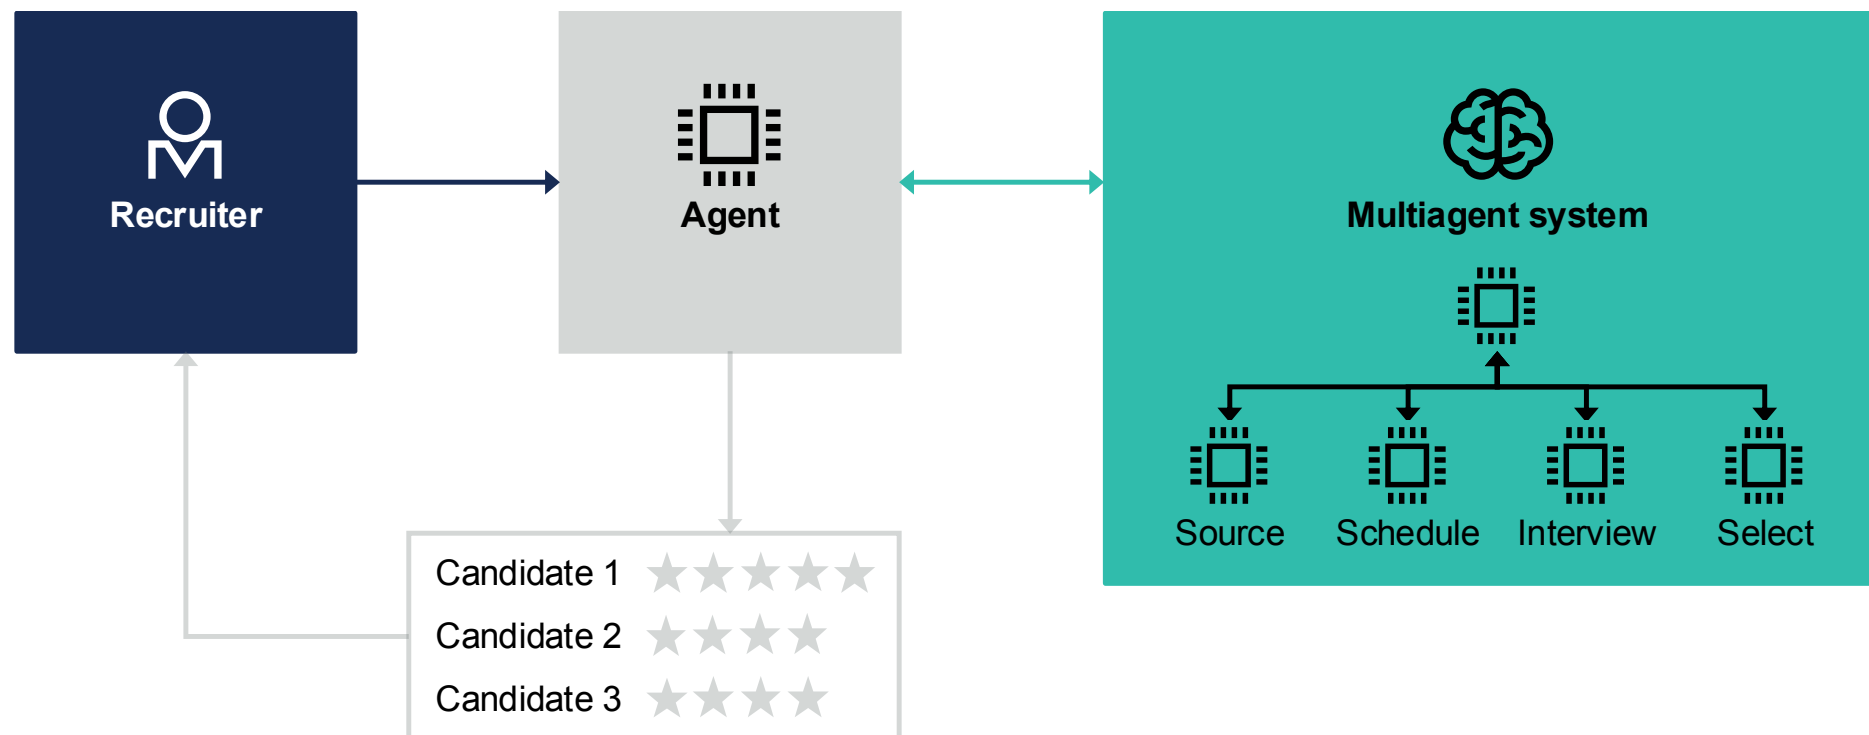 Recruiter
Agent
Multiagent system
Source
Schedule
Interview
Select
Candidate 1
Candidate 2
Candidate 3